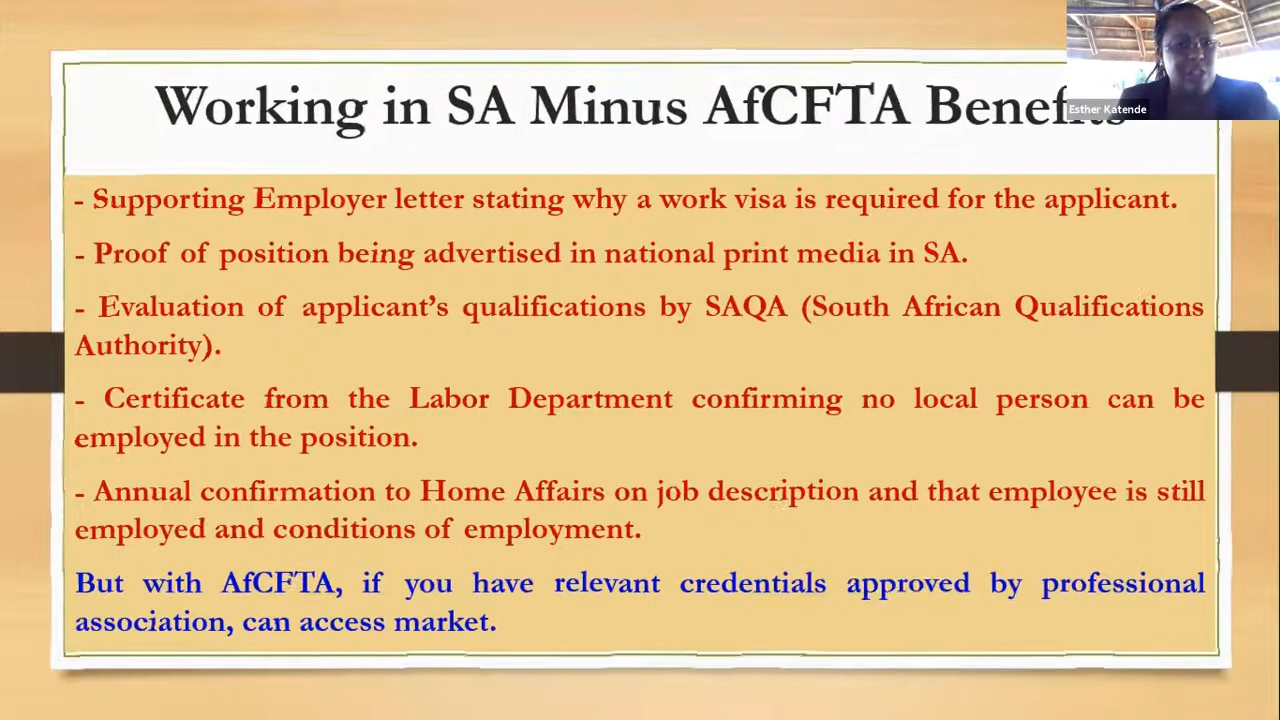 Working in SA Minus AfCFTA Benefits
Esther Katende
- Supporting Employer letter stating why a work visa is required for the applicant.
- Proof of position being advertised in national print media in SA.
- Evaluation of applicant's qualifications by SAQA (South African Qualifications
Authority).
- Certificate from the Labor Department confirming no local person can be
employed in the position.
- Annual confirmation to Home Affairs on job description and that employee is still
employed and conditions of employment.
But with AfCFTA, if you have relevant credentials approved by professional
association, can access market.